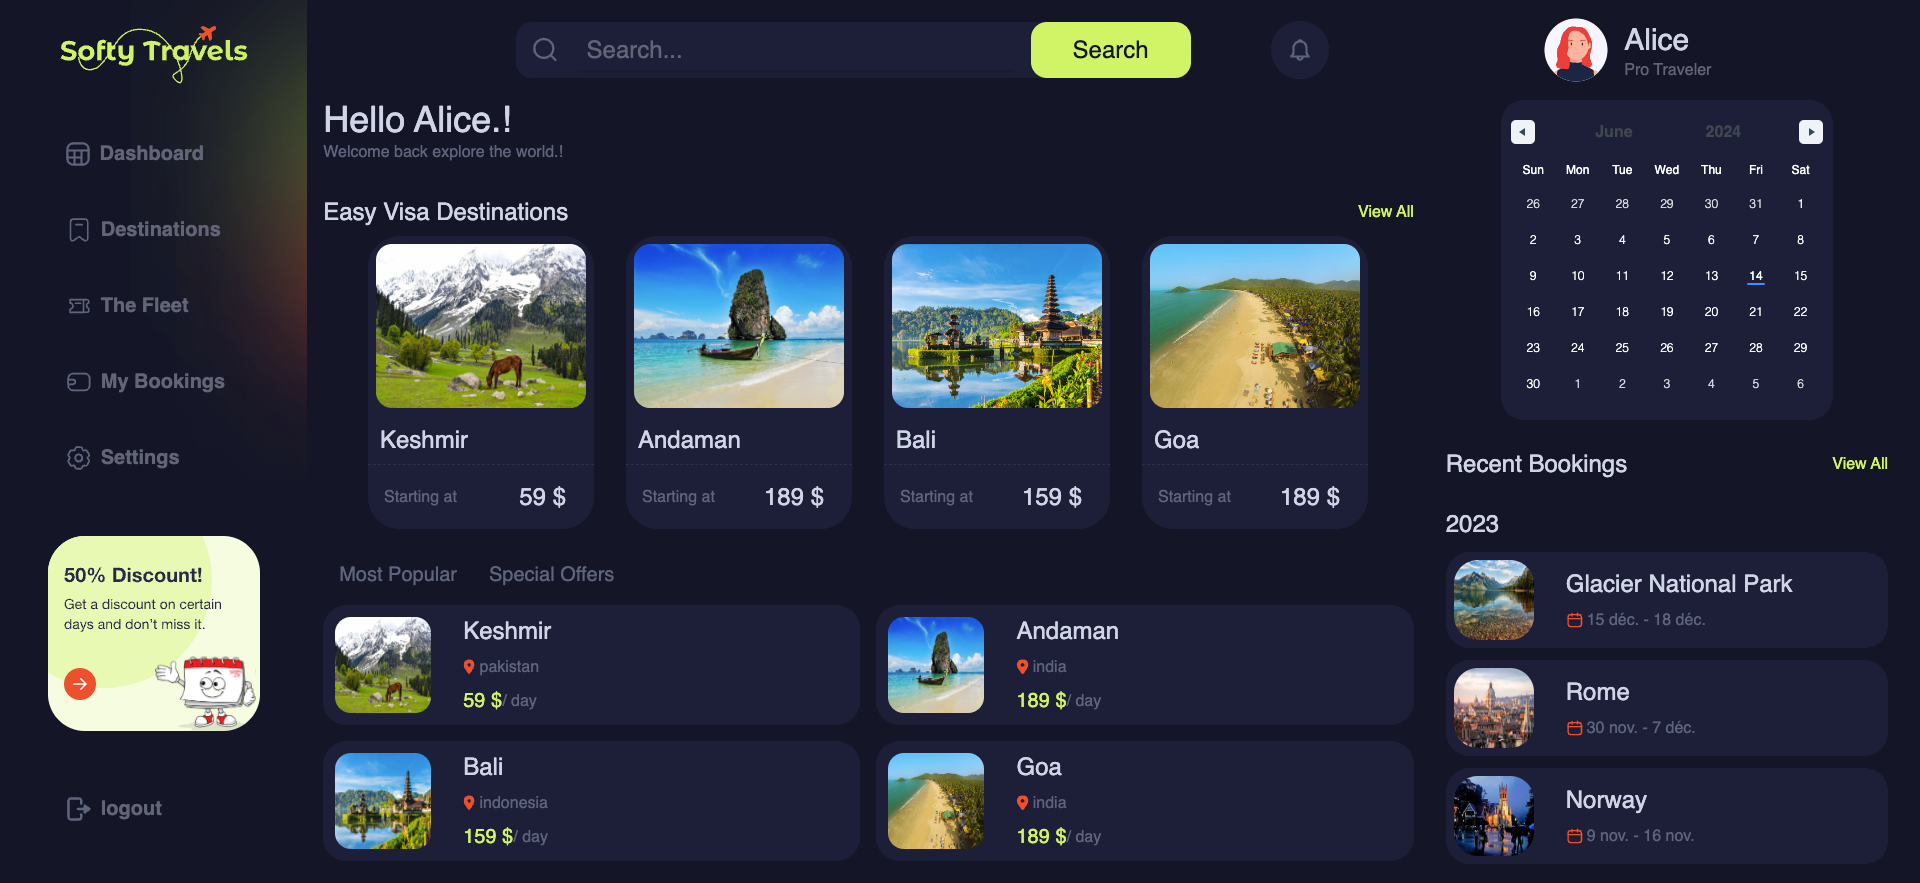 Softy Travels
Dashboard
Destinations
The Fleet
My Bookings
Settings
50% Discount!
Get a discount on certain
days and don't miss it.
logout
Search...
Search
Hello Alice.!
Welcome back explore the world.!
Easy Visa Destinations
View All
Keshmir
Starting at 59 $
Andaman
Starting at 189 $
Bali
Starting at 159 $
Goa
Starting at 189 $
Most Popular
Special Offers
Keshmir
pakistan
59 $/ day
Andaman
india
189 $/ day
Bali
indonesia
159 $/ day
Goa
india
189 $/ day
Alice
Pro Traveler
June 2024
Sun Mon Tue Wed Thu Fri Sat
26 27 28 29 30 31 1
2 3 4 5 6 7 8
9 10 11 12 13 14 15
16 17 18 19 20 21 22
23 24 25 26 27 28 29
30 1 2 3 4 5 6
Recent Bookings
View All
2023
Glacier National Park
15 déc. - 18 déc.
Rome
30 nov. - 7 déc.
Norway
9 nov. - 16 nov.